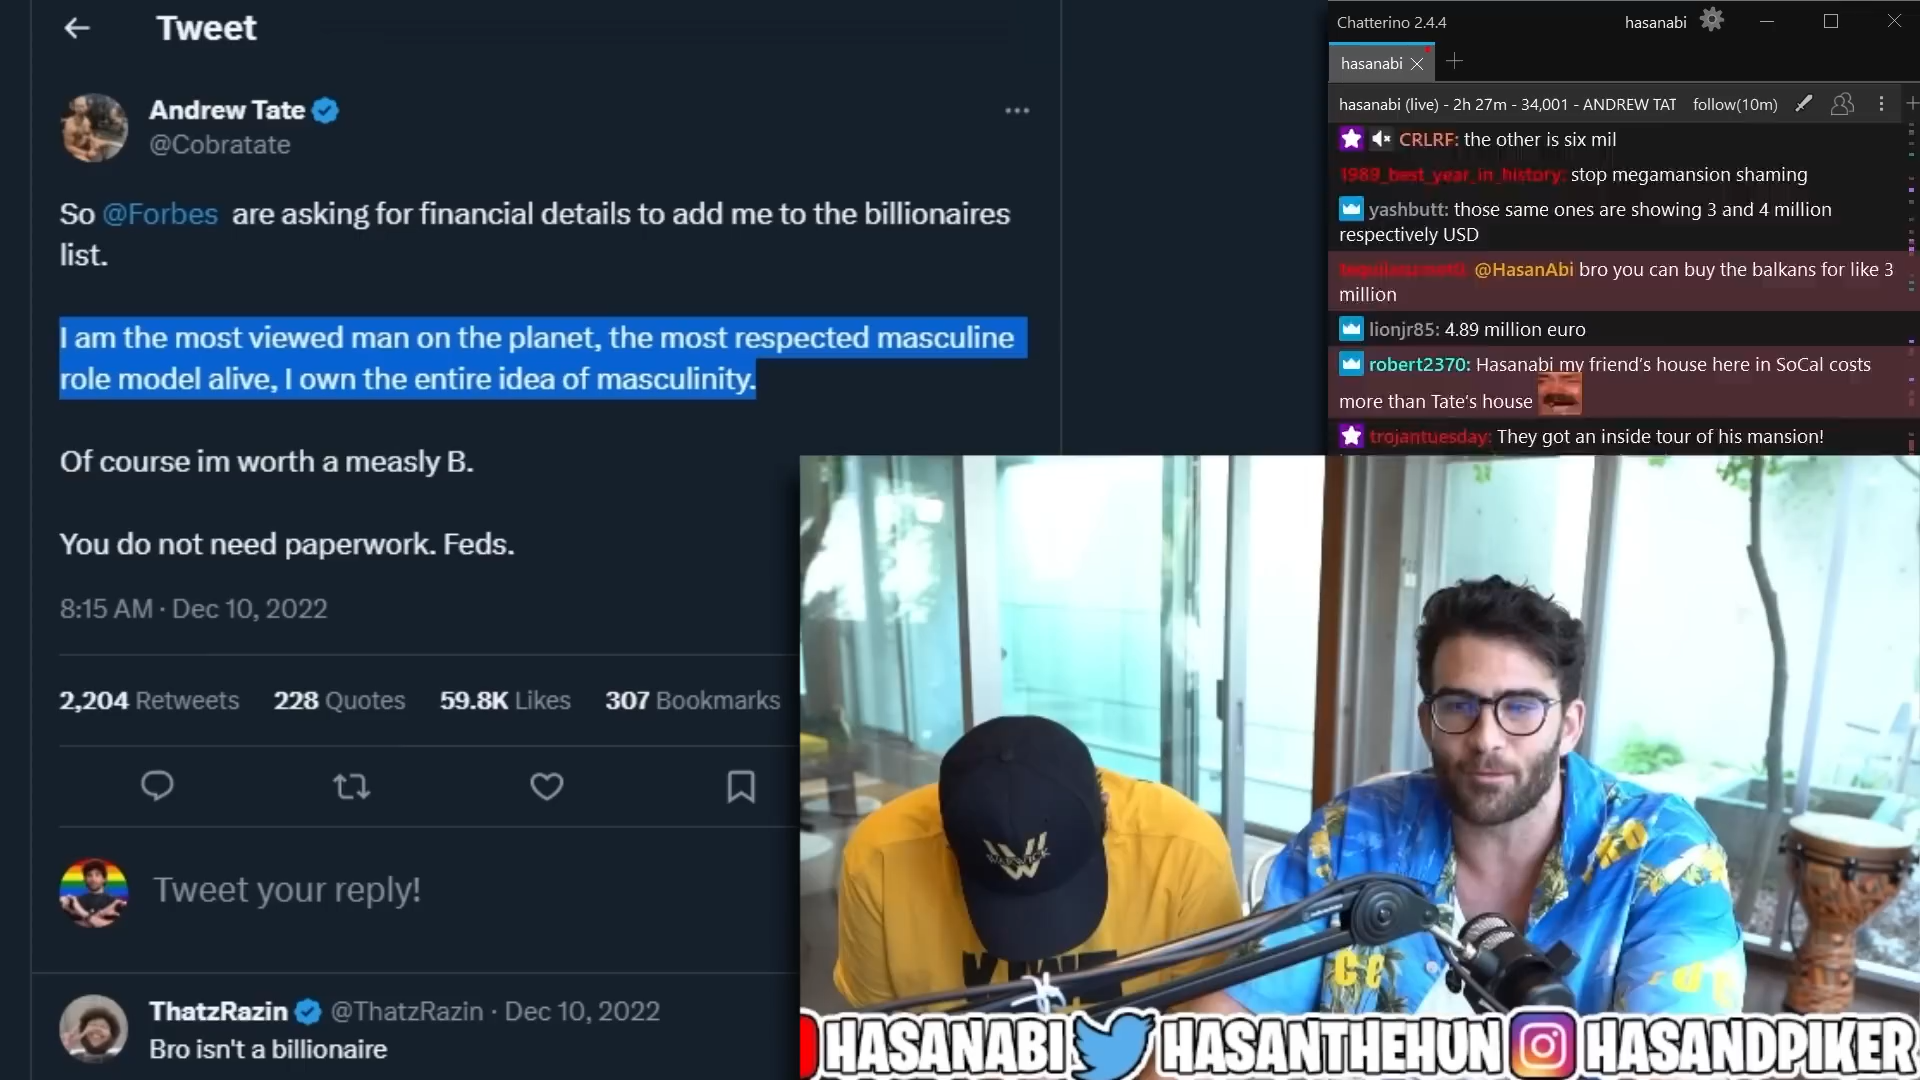 Tweet
Andrew Tate
@Cobratate
So @Forbes are asking for financial details to add me to the billionaires
list.
I am the most viewed man on the planet, the most respected masculine
role model alive, I own the entire idea of masculinity.
Of course im worth a measly B.
You do not need paperwork. Feds.
8:15 AM · Dec 10, 2022
2,204 Retweets 228 Quotes 59.8K Likes 307 Bookmarks
Tweet your reply!
ThatzRazin @ThatzRazin · Dec 10, 2022
Bro isn't a billionaire
Chatterino 2.4.4
hasanabi
hasanabi
hasanabi (live) - 2h 27m - 34,001 - ANDREW TAT follow(10m)
CRLRF: the other is six mil
1989_best_year_in_history: stop megamansion shaming
yashbutt: those same ones are showing 3 and 4 million
respectively USD
@HasanAbi bro you can buy the balkans for like 3
million
lionjr85: 4.89 million euro
robert2370: Hasanabi my friend's house here in SoCal costs
more than Tate's house
trojantuesday: They got an inside tour of his mansion!
W
WARWICK
HASANABI HASANTHEHUN HASANDPIKER